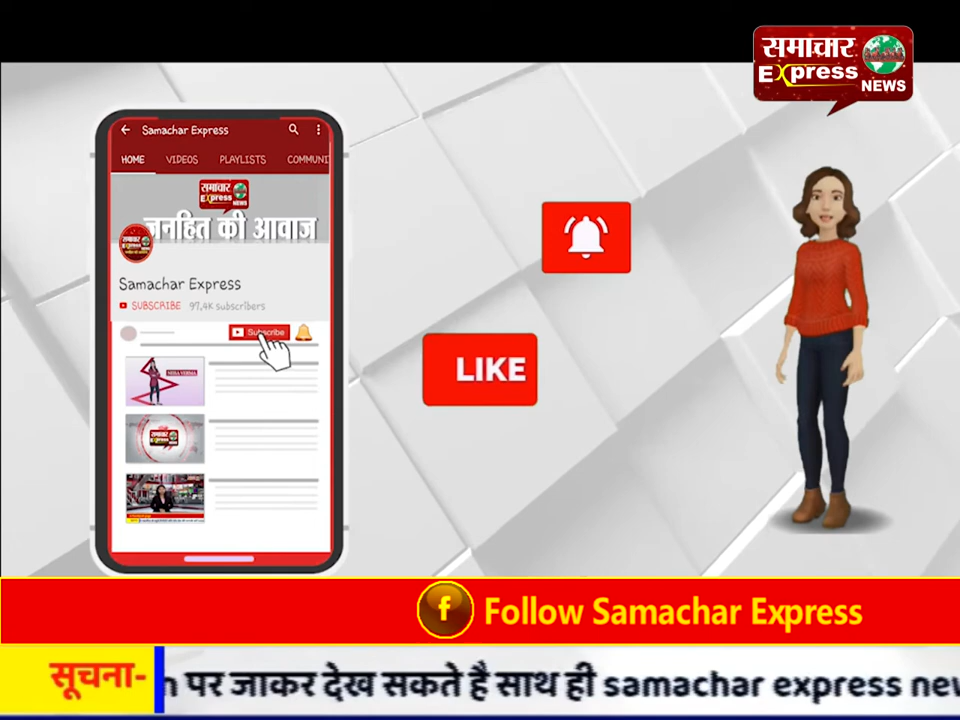 समाचार
Express
NEWS
Samachar Express
HOME VIDEOS PLAYLISTS COMMUNI
समाचार
Express
NEWS
जनहित की आवाज
Samachar Express
SUBSCRIBE 97.4K subscribers
Subscribe
LIKE
f Follow Samachar Express
सूचना- पर जाकर देख सकते है साथ ही samachar express